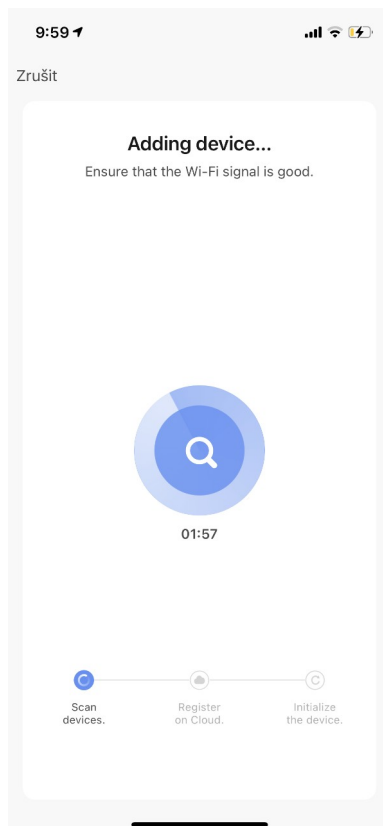 9:59
Zrušit
Adding device...
Ensure that the Wi-Fi signal is good.
01:57
Scan
devices.
Register
on Cloud.
Initialize
the device.